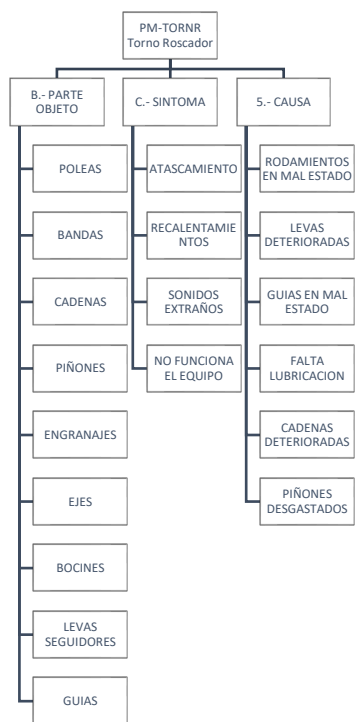 PM-TORNR
Torno Roscador
B.- PARTE
OBJETO
POLEAS
BANDAS
CADENAS
PIÑONES
ENGRANAJES
EJES
BOCINES
LEVAS
SEGUIDORES
GUIAS
C.- SINTOMA
ATASCAMIENTO
RECALENTAMIE
NTOS
SONIDOS
EXTRAÑOS
NO FUNCIONA
EL EQUIPO
5.- CAUSA
RODAMIENTOS
EN MAL ESTADO
LEVAS
DETERIORADAS
GUIAS EN MAL
ESTADO
FALTA
LUBRICACION
CADENAS
DETERIORADAS
PIÑONES
DESGASTADOS